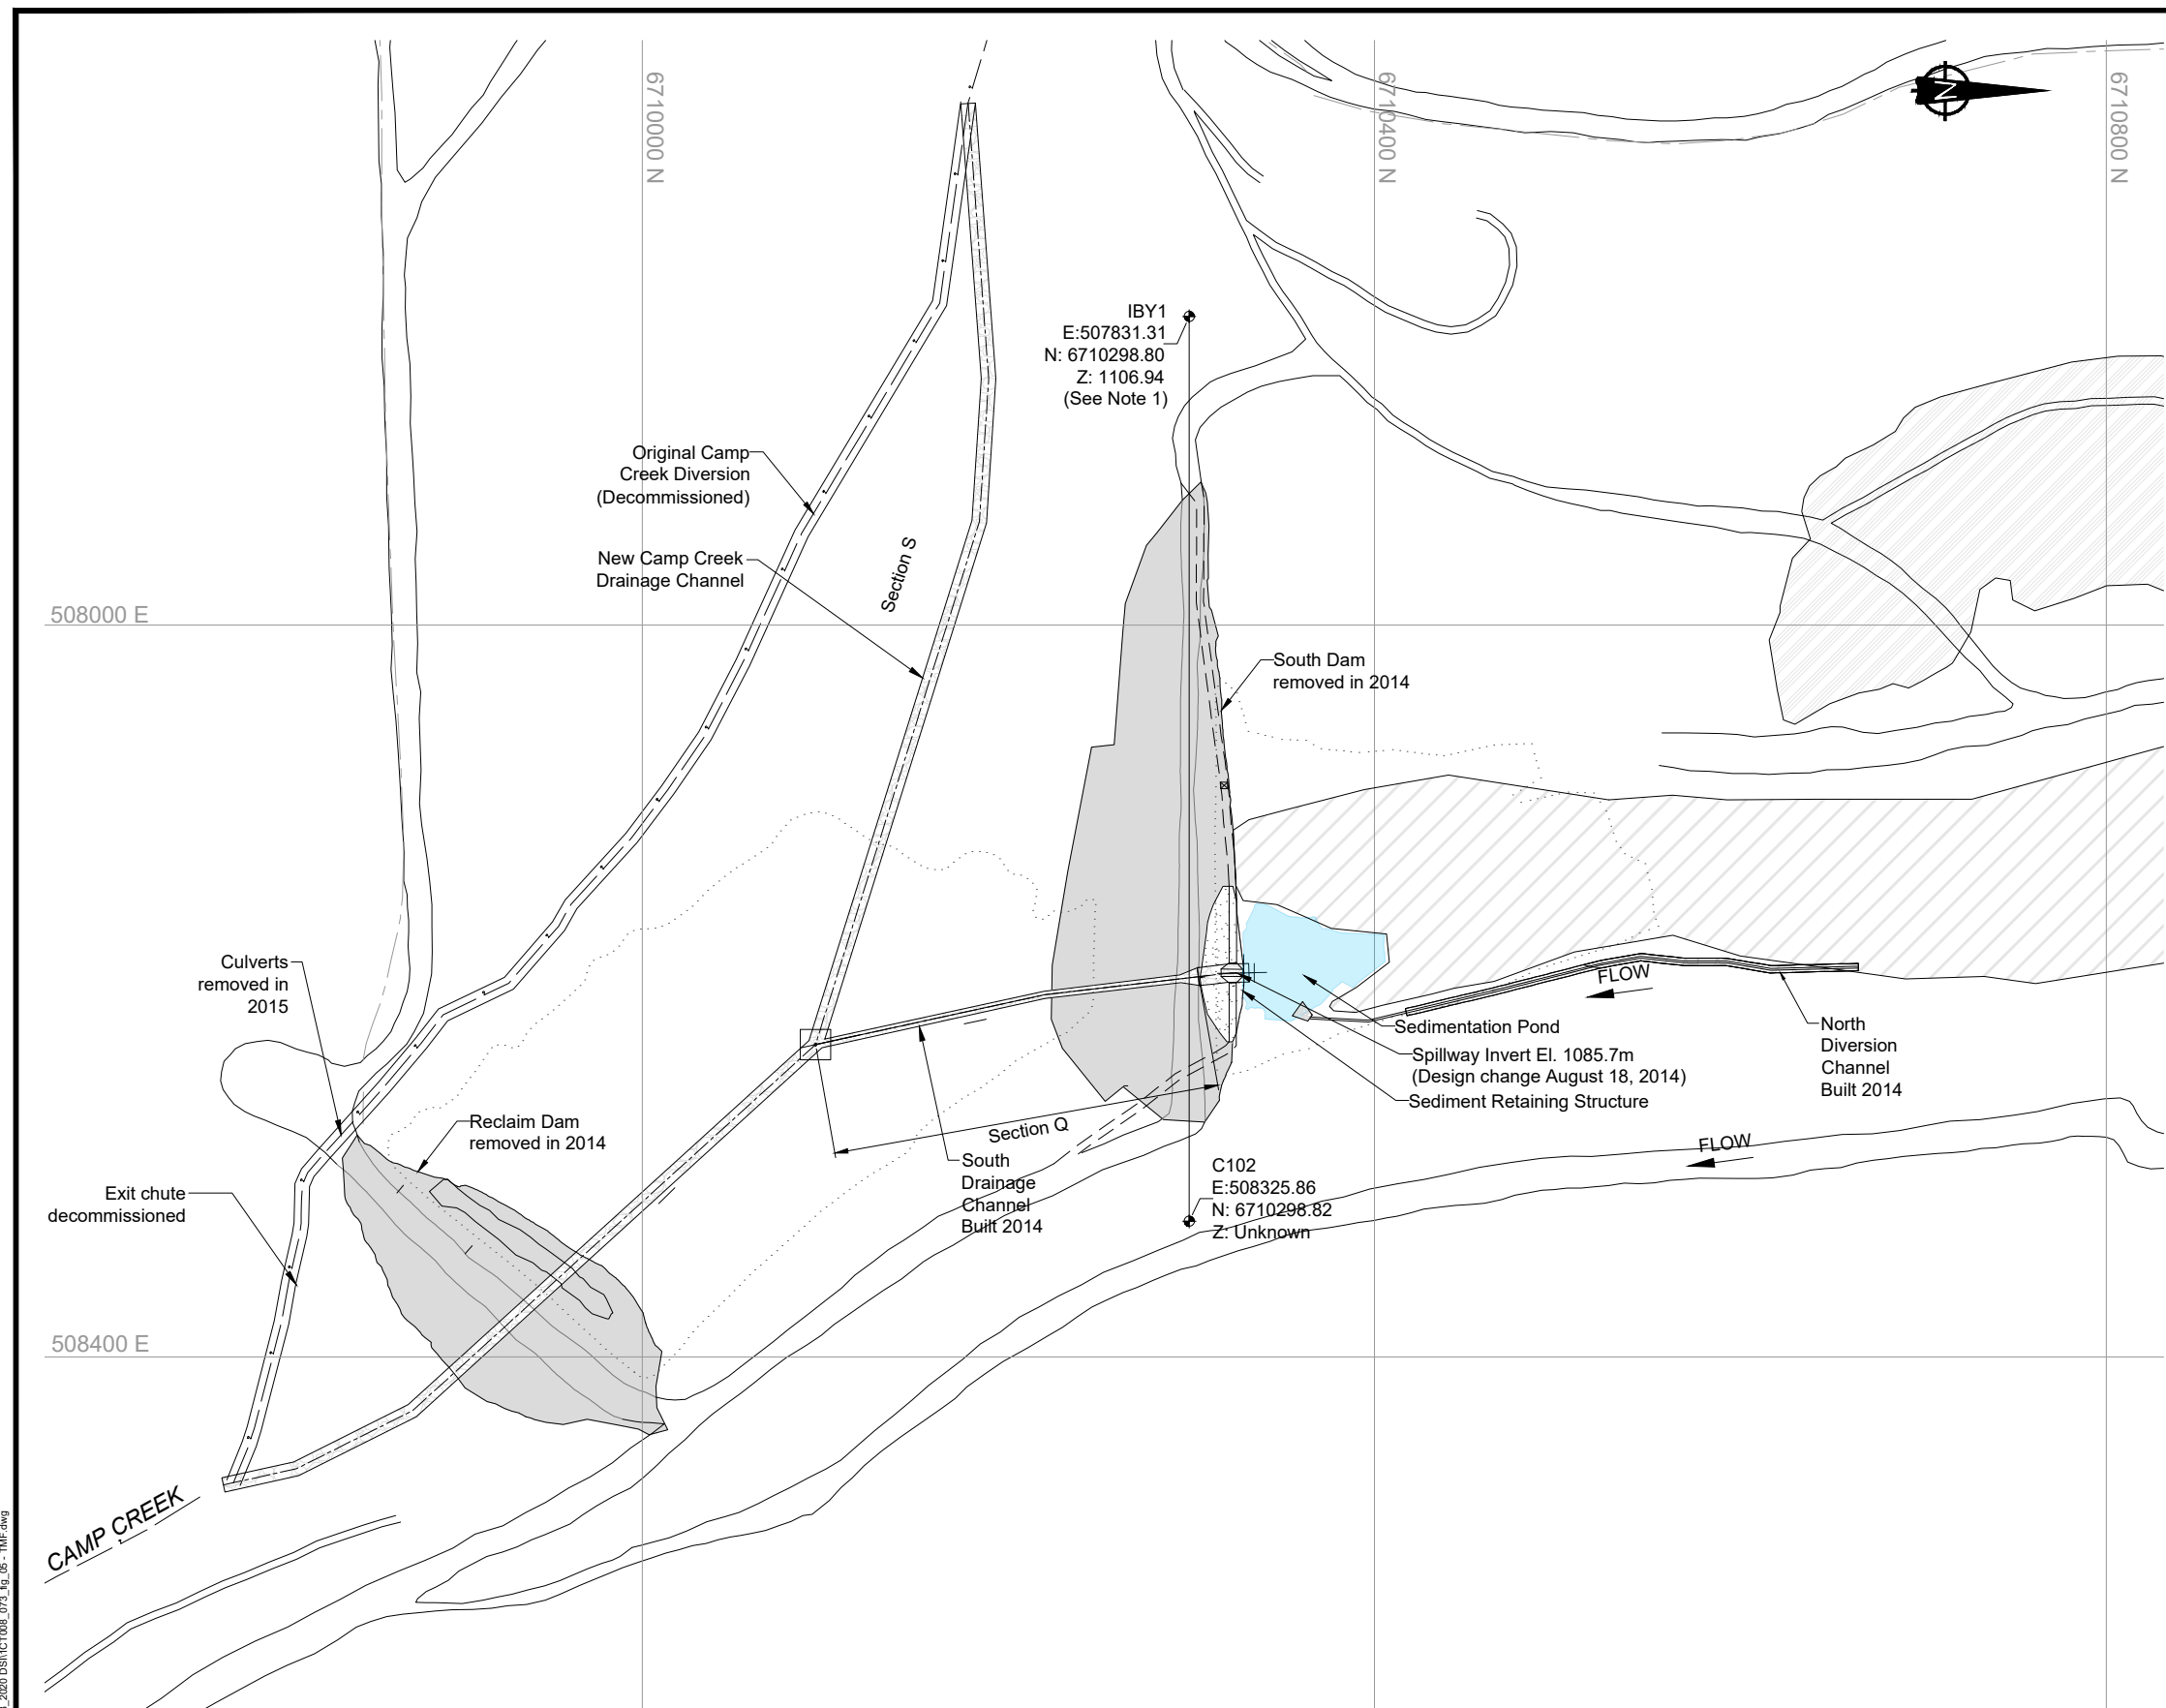 6710000 N
6710400 N
6710800 N
N
IBY1
E:507831.31
N: 6710298.80
Z: 1106.94
(See Note 1)
Original Camp
Creek Diversion
(Decommissioned)
New Camp Creek
Drainage Channel
Section S
508000 E
South Dam
removed in 2014
Culverts
removed in
2015
FLOW
Sedimentation Pond
Spillway Invert El. 1085.7m
(Design change August 18, 2014)
Sediment Retaining Structure
North
Diversion
Channel
Built 2014
Reclaim Dam
removed in 2014
Section Q
South
Drainage
Channel
Built 2014
FLOW
C102
E:508325.86
N: 6710298.82
Z: Unknown
Exit chute
decommissioned
508400 E
CAMP CREEK